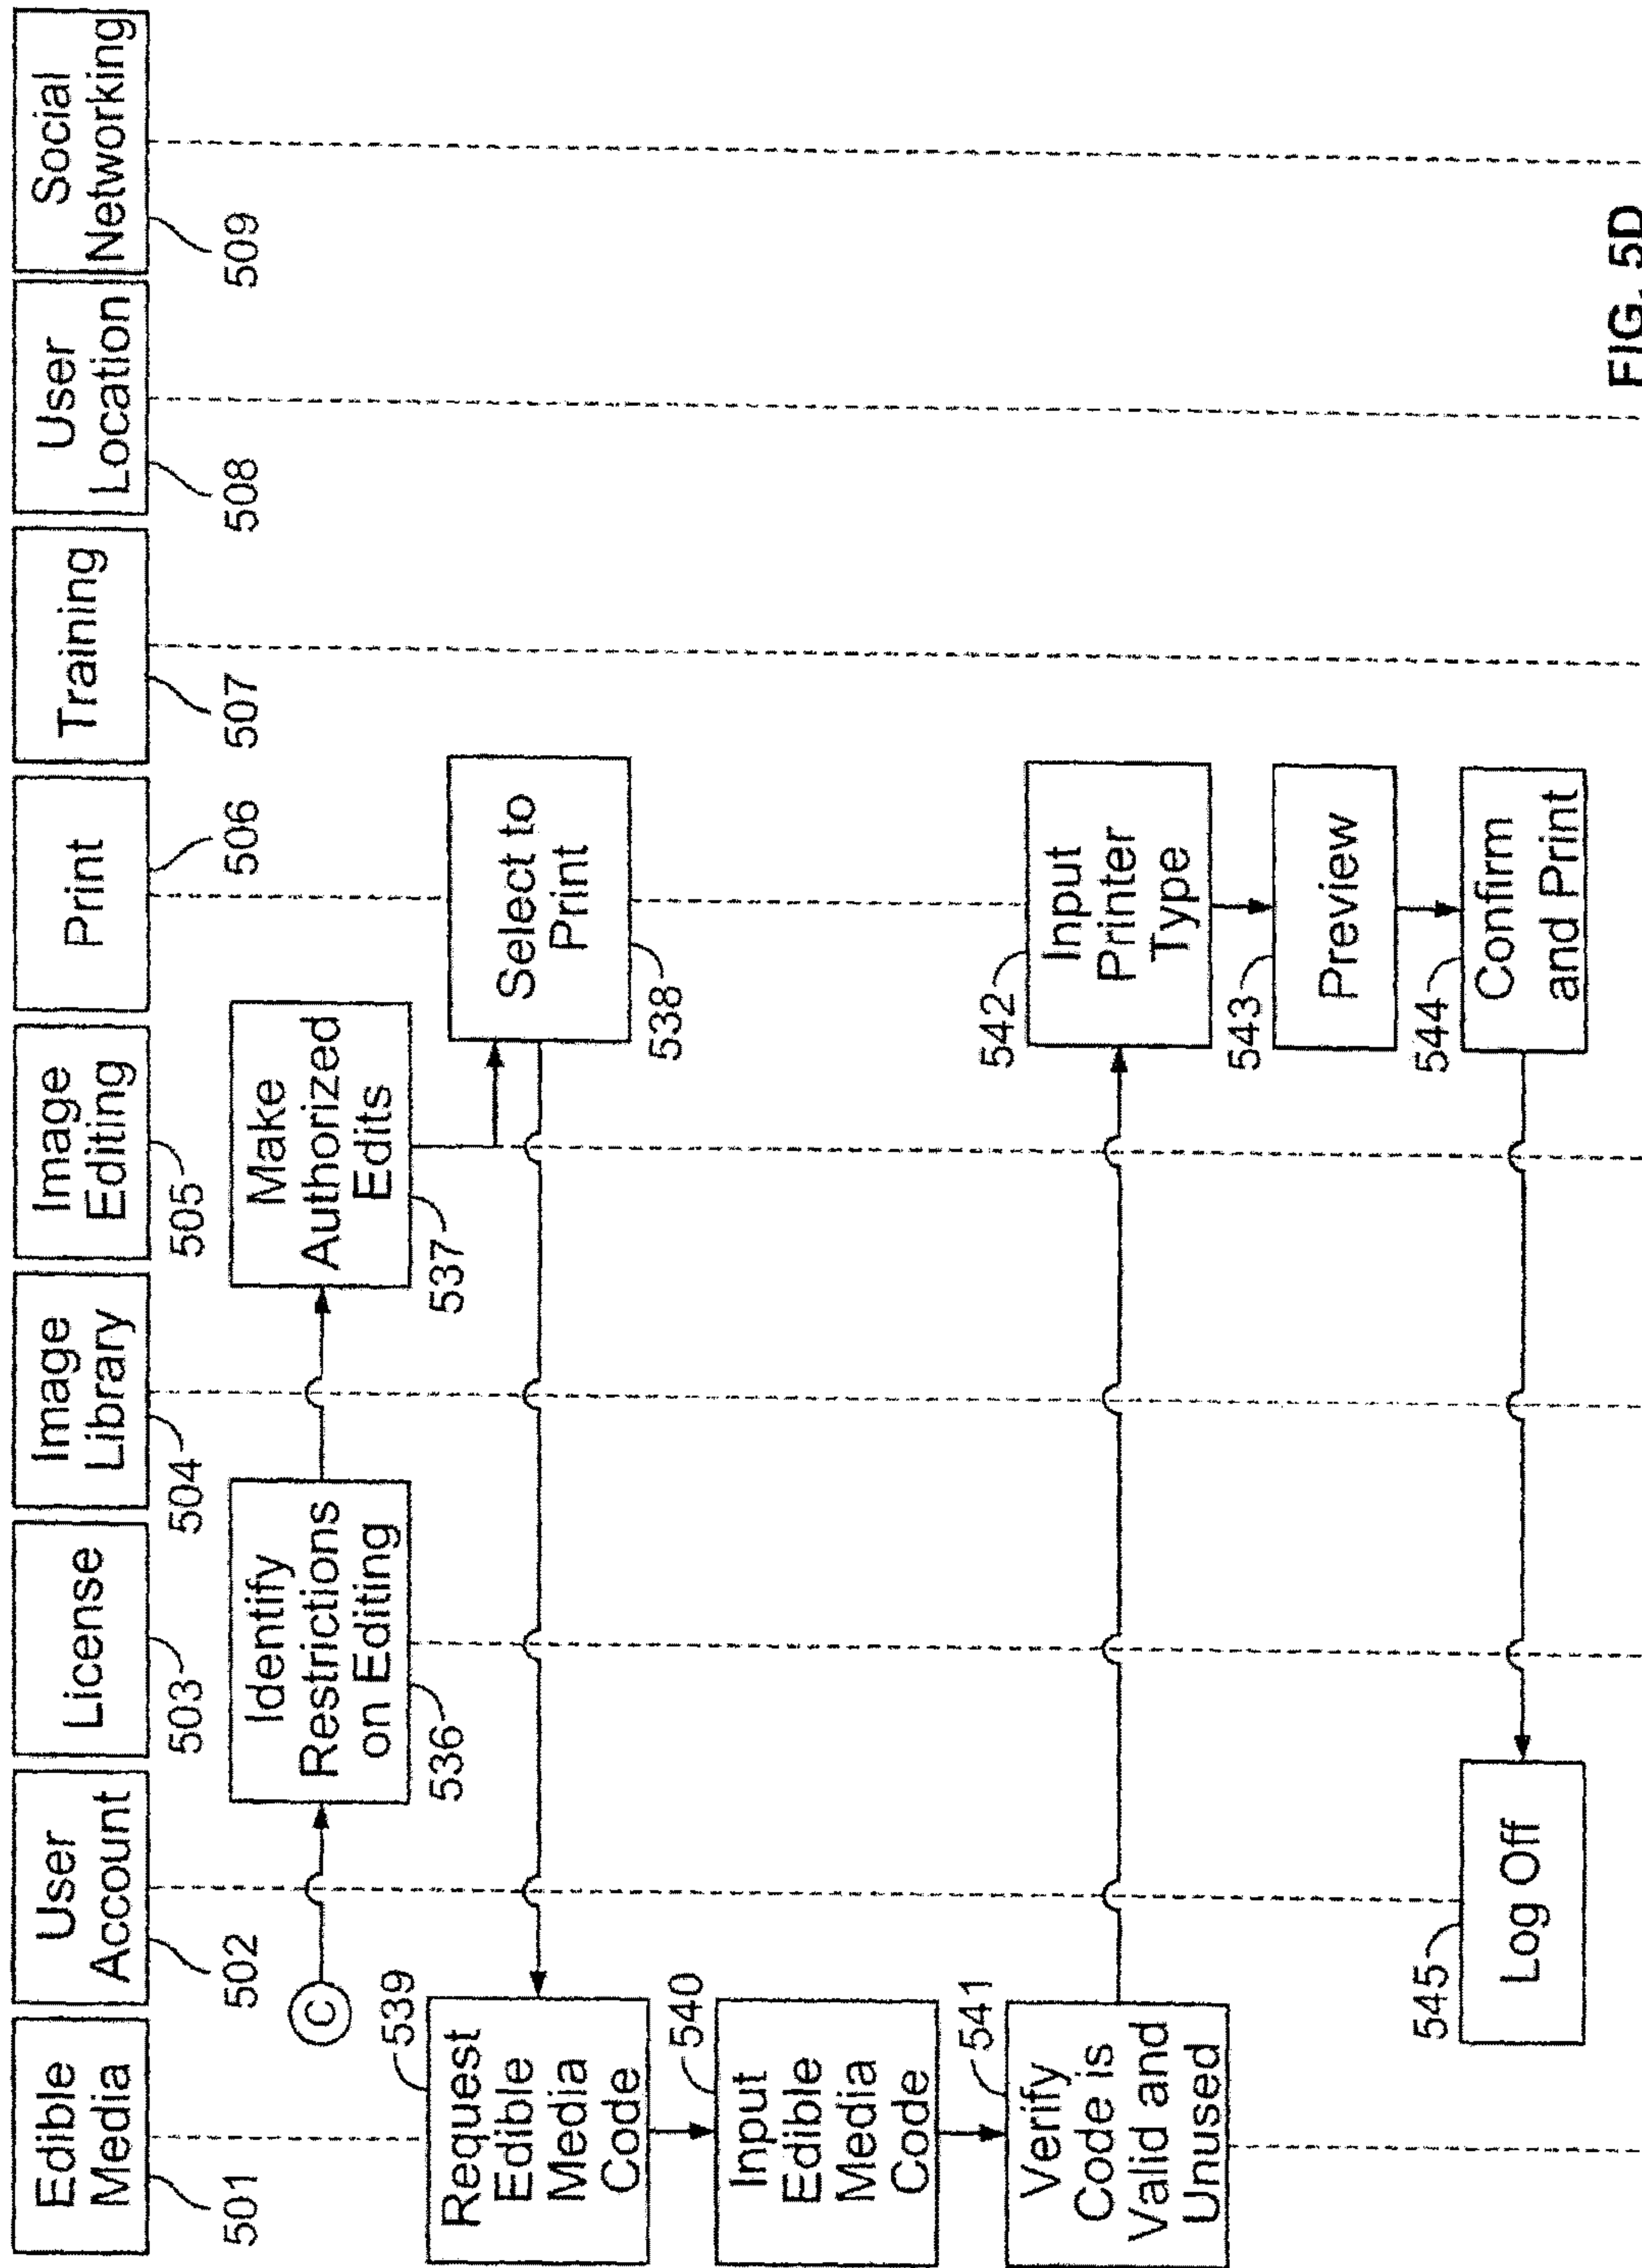 Edible
Media
501
User
Account
502
License
503
Image
Library
504
Image
Editing
505
Print
506
Training
507
User
Location
508
Social
Networking
509
C
Identify
Restrictions
on Editing
536
Make
Authorized
Edits
537
Select to
Print
538
539
Request
Edible
Media
Code
540
Input
Edible
Media
Code
541
Verify
Code is
Valid and
Unused
542
Input
Printer
Type
543
Preview
544
Confirm
and Print
545
Log Off
FIG. 5D